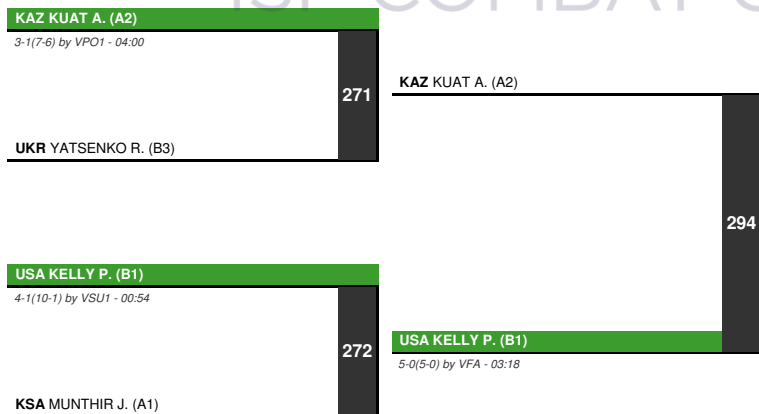 KAZ KUAT A. (A2)
3-1(7-6) by VPO1 - 04:00
271
UKR YATSENKO R. (B3)
KAZ KUAT A. (A2)
294
USA KELLY P. (B1)
4-1(10-1) by VSU1 - 00:54
272
KSA MUNTHIR J. (A1)
USA KELLY P. (B1)
5-0(5-0) by VFA - 03:18